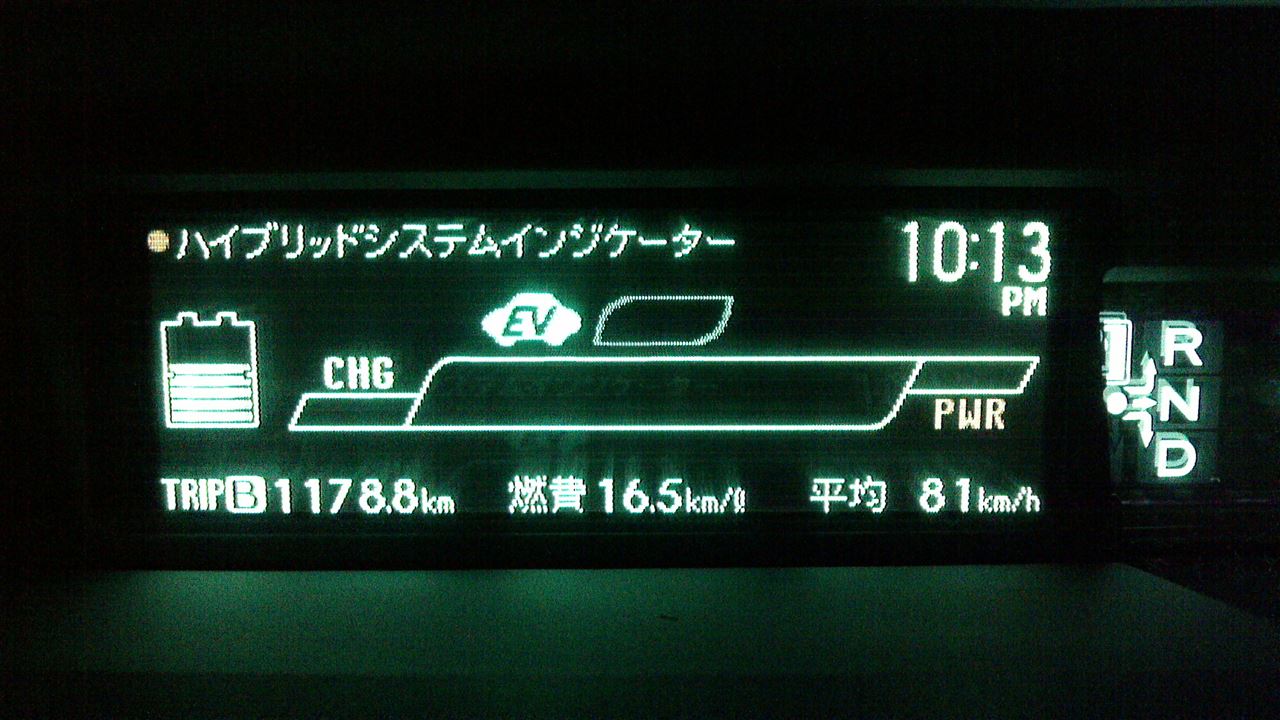 ハイブリッドシステムインジケーター
10:13
PM
EV
CHG
PWR
TRIP B 1178.8km 燃費 16.5km/ℓ 平均 81km/h
R
N
D